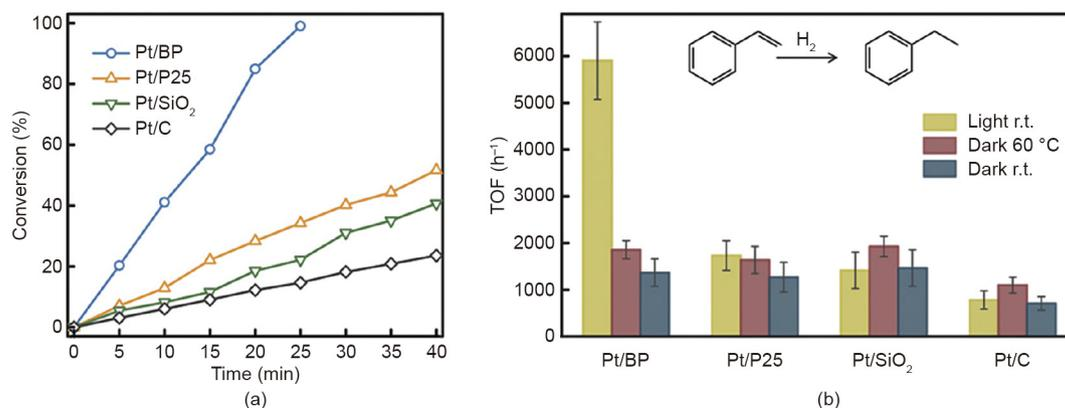 100
80
60
40
20
0
Conversion (%)
Pt/BP
Pt/P25
Pt/SiO₂
Pt/C
0 5 10 15 20 25 30 35 40
Time (min)
(a)
6000
5000
4000
3000
2000
1000
0
TOF (h⁻¹)
H₂
Light r.t.
Dark 60 °C
Dark r.t.
Pt/BP Pt/P25 Pt/SiO₂ Pt/C
(b)